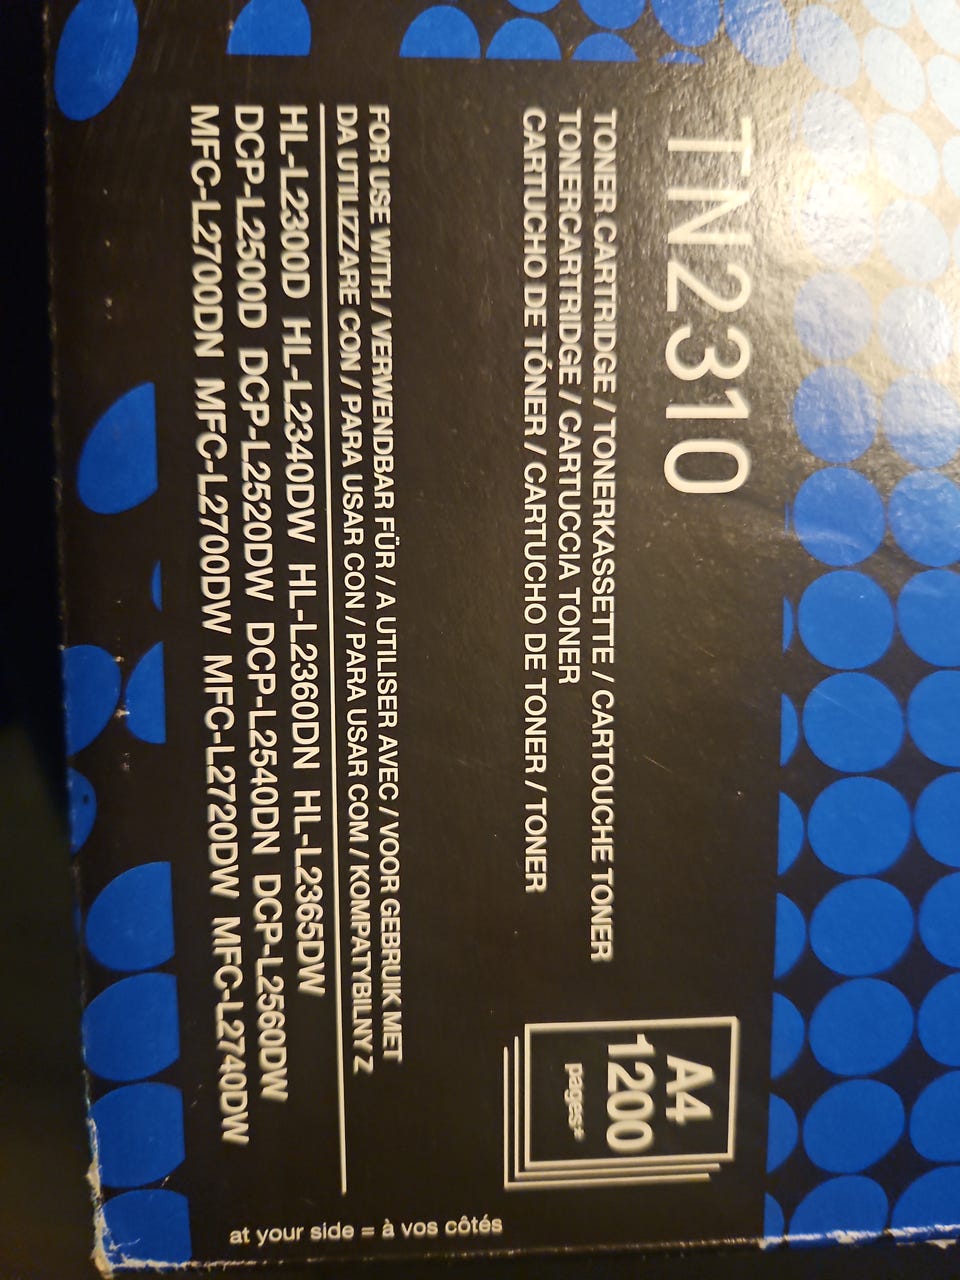 TN2310
TONER CARTRIDGE / TONERKASSETTE / CARTOUCHE TONER
TONERCARTRIDGE / CARTUCCIA TONER
CARTUCHO DE TÓNER / CARTUCHO DE TONER / TONER
A4
1200
pages*
FOR USE WITH / VERWENDBAR FÜR / A UTILISER AVEC / VOOR GEBRUIK MET
DA UTILIZZARE CON / PARA USAR CON / PARA USAR COM / KOMPATYBILNY Z
HL-L2300D HL-L2340DW HL-L2360DN HL-L2365DW
DCP-L2500D DCP-L2520DW DCP-L2540DN DCP-L2560DW
MFC-L2700DN MFC-L2700DW MFC-L2720DW MFC-L2740DW
at your side = à vos côtés